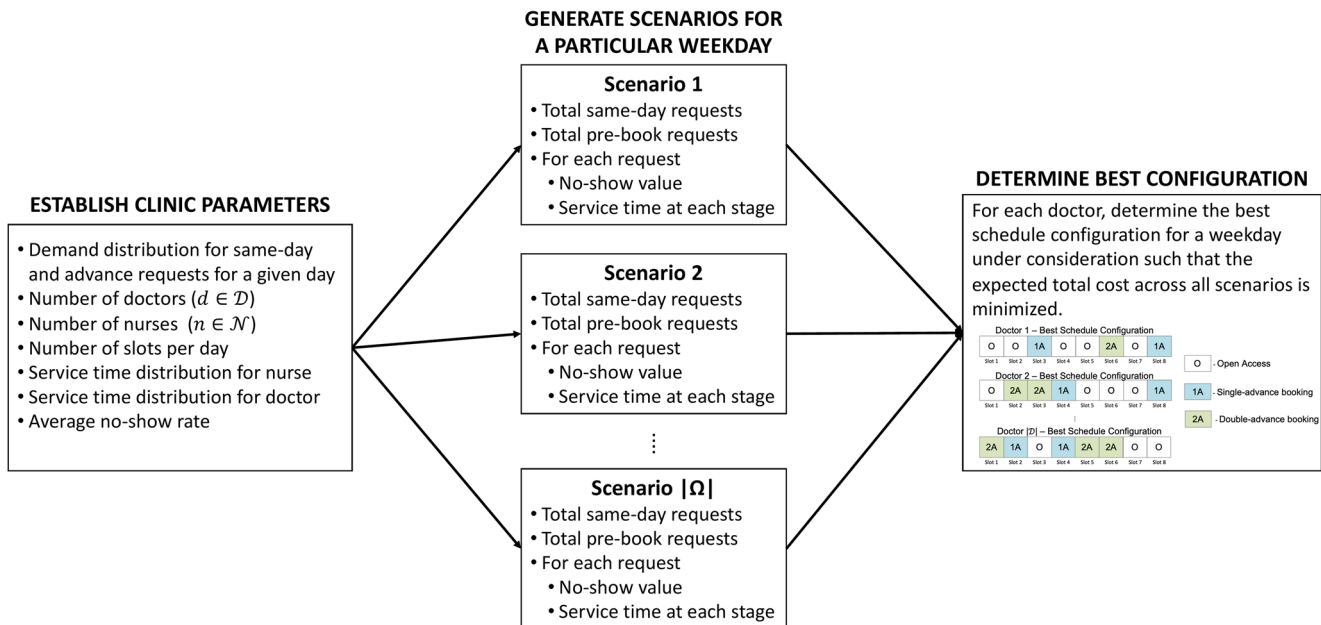 ESTABLISH CLINIC PARAMETERS
• Demand distribution for same-day
and advance requests for a given day
• Number of doctors (d ∈ 𝒟)
• Number of nurses (n ∈ 𝒩)
• Number of slots per day
• Service time distribution for nurse
• Service time distribution for doctor
• Average no-show rate
GENERATE SCENARIOS FOR
A PARTICULAR WEEKDAY
Scenario 1
• Total same-day requests
• Total pre-book requests
• For each request
• No-show value
• Service time at each stage
Scenario 2
• Total same-day requests
• Total pre-book requests
• For each request
• No-show value
• Service time at each stage
⋮
Scenario |Ω|
• Total same-day requests
• Total pre-book requests
• For each request
• No-show value
• Service time at each stage
DETERMINE BEST CONFIGURATION
For each doctor, determine the best
schedule configuration for a weekday
under consideration such that the
expected total cost across all scenarios is
minimized.
Doctor 1 – Best Schedule Configuration
O O 1A O O 2A O 1A
Slot 1 Slot 2 Slot 3 Slot 4 Slot 5 Slot 6 Slot 7 Slot 8
Doctor 2 – Best Schedule Configuration
O 2A 2A 1A O O O 1A
Slot 1 Slot 2 Slot 3 Slot 4 Slot 5 Slot 6 Slot 7 Slot 8
⋮
Doctor |𝒟| – Best Schedule Configuration
2A 1A O 1A 2A 2A O O
Slot 1 Slot 2 Slot 3 Slot 4 Slot 5 Slot 6 Slot 7 Slot 8
O - Open Access
1A - Single-advance booking
2A - Double-advance booking